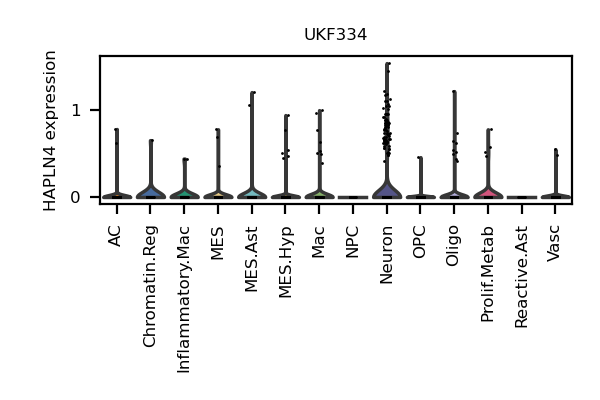 UKF334
HAPLN4 expression
1
0
AC
Chromatin.Reg
Inflammatory.Mac
MES
MES.Ast
MES.Hyp
Mac
NPC
Neuron
OPC
Oligo
Prolif.Metab
Reactive.Ast
Vasc